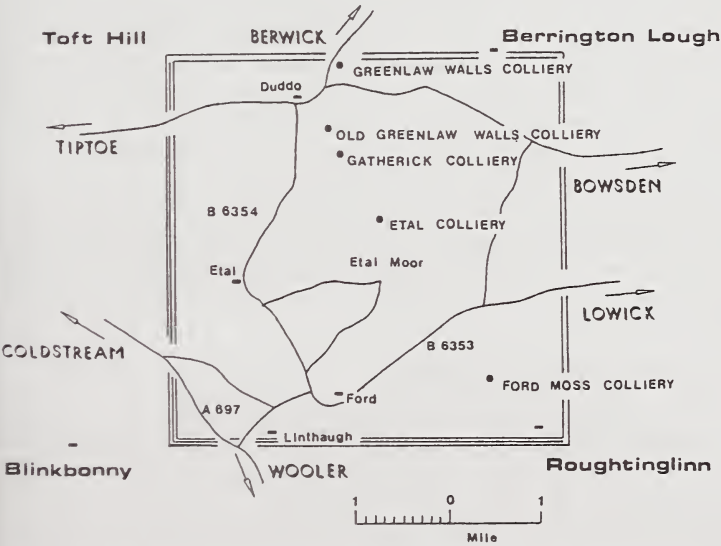 Toft Hill
BERWICK
Berrington Lough
GREENLAW WALLS COLLIERY
Duddo
OLD GREENLAW WALLS COLLIERY
TIPTOE
GATHERICK COLLIERY
BOWSDEN
B 6354
ETAL COLLIERY
Etal Moor
Etal
LOWICK
COLDSTREAM
B 6353
FORD MOSS COLLIERY
Ford
A 697
Linthaugh
Blinkbonny
WOOLER
Roughtinglinn
1 0 1
Mile